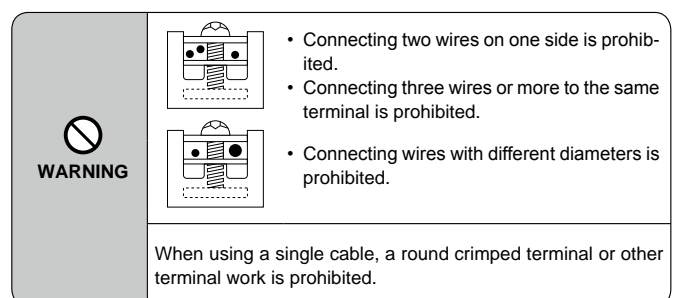 • Connecting two wires on one side is prohib-
ited.
• Connecting three wires or more to the same
terminal is prohibited.
WARNING
• Connecting wires with different diameters is
prohibited.
When using a single cable, a round crimped terminal or other
terminal work is prohibited.